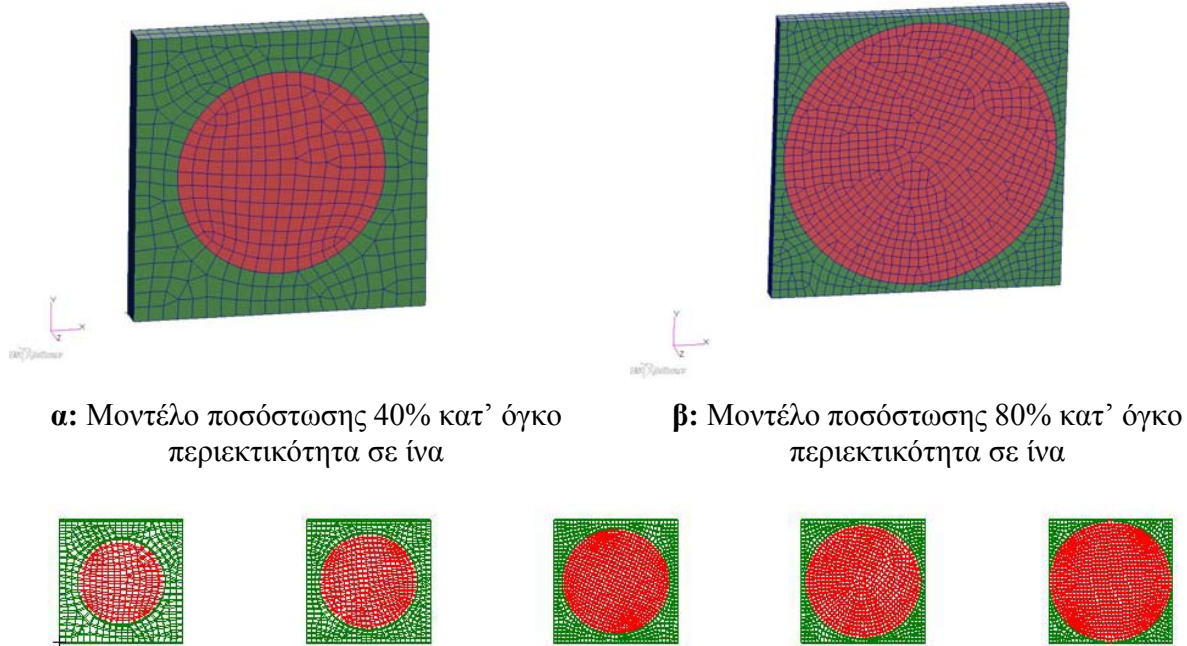 Y
X
Z
Y
X
Z
α: Μοντέλο ποσόστωσης 40% κατ’ όγκο
περιεκτικότητα σε ίνα
β: Μοντέλο ποσόστωσης 80% κατ’ όγκο
περιεκτικότητα σε ίνα